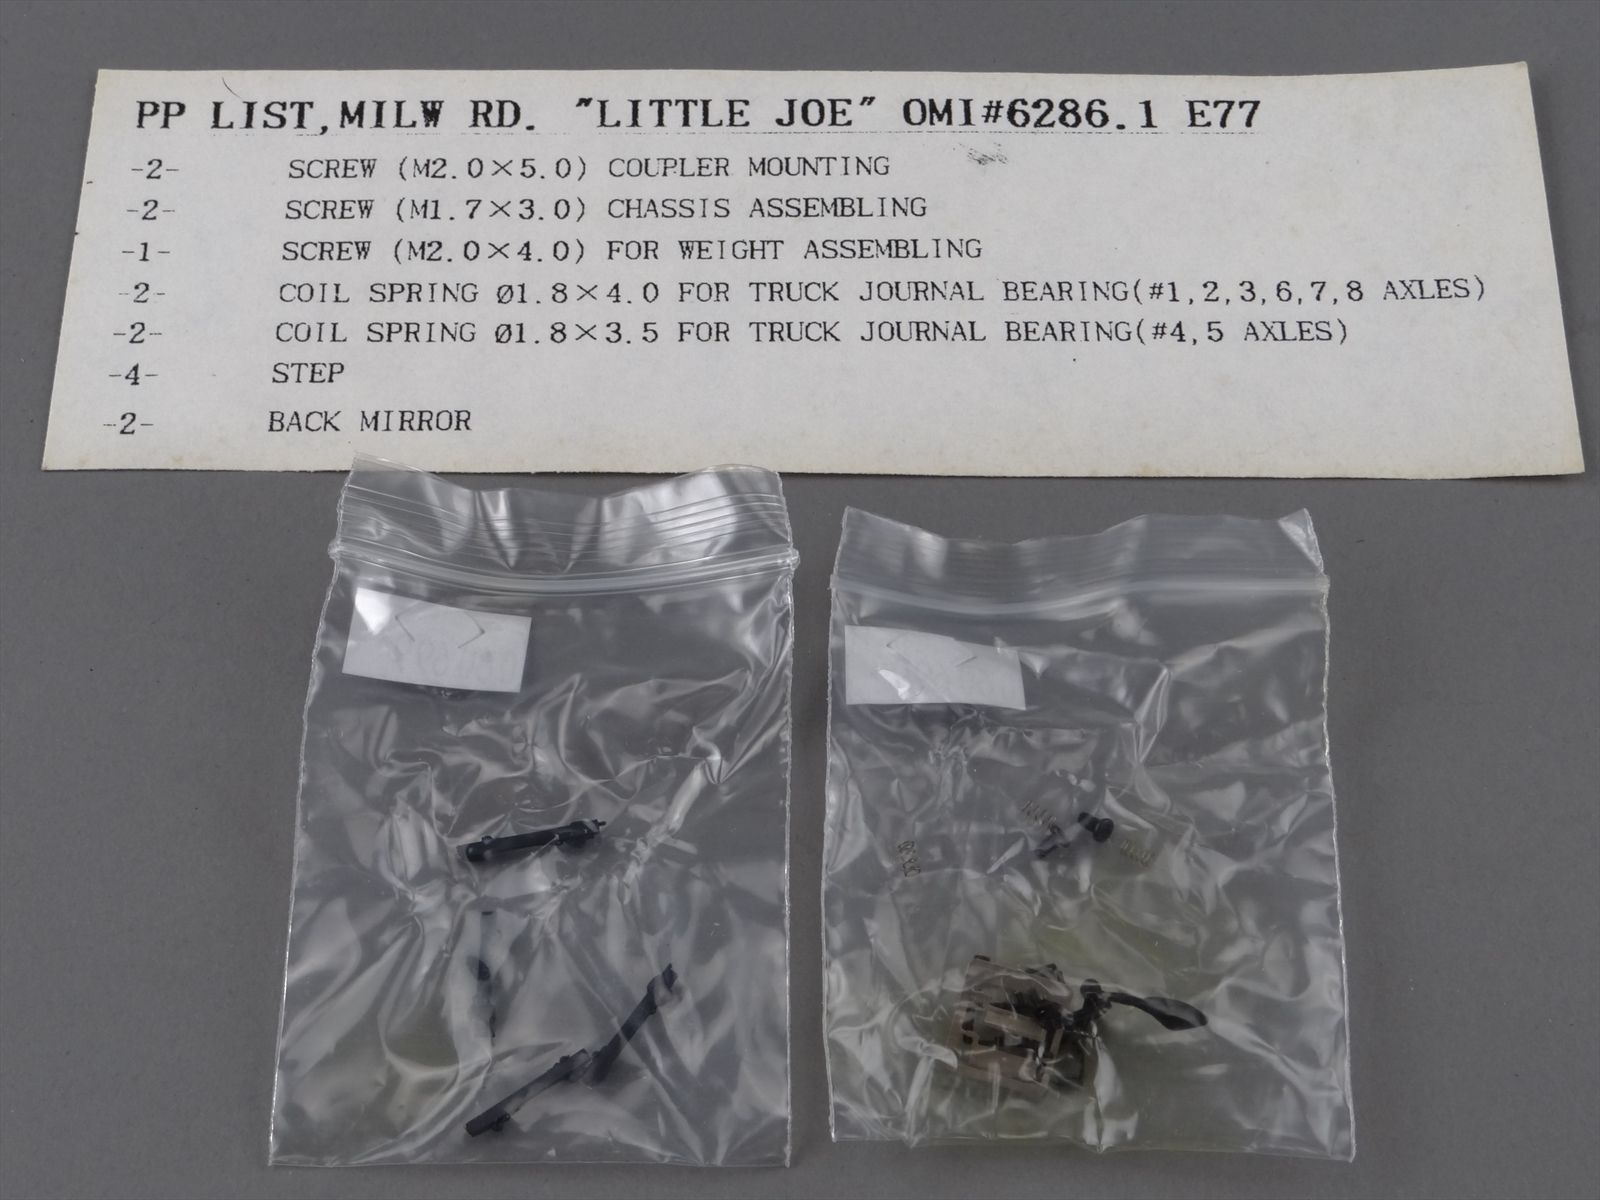 PP LIST, MILW RD. "LITTLE JOE" OMI#6286.1 E77
-2- SCREW (M2.0×5.0) COUPLER MOUNTING
-2- SCREW (M1.7×3.0) CHASSIS ASSEMBLING
-1- SCREW (M2.0×4.0) FOR WEIGHT ASSEMBLING
-2- COIL SPRING Ø1.8×4.0 FOR TRUCK JOURNAL BEARING(#1,2,3,6,7,8 AXLES)
-2- COIL SPRING Ø1.8×3.5 FOR TRUCK JOURNAL BEARING(#4,5 AXLES)
-4- STEP
-2- BACK MIRROR